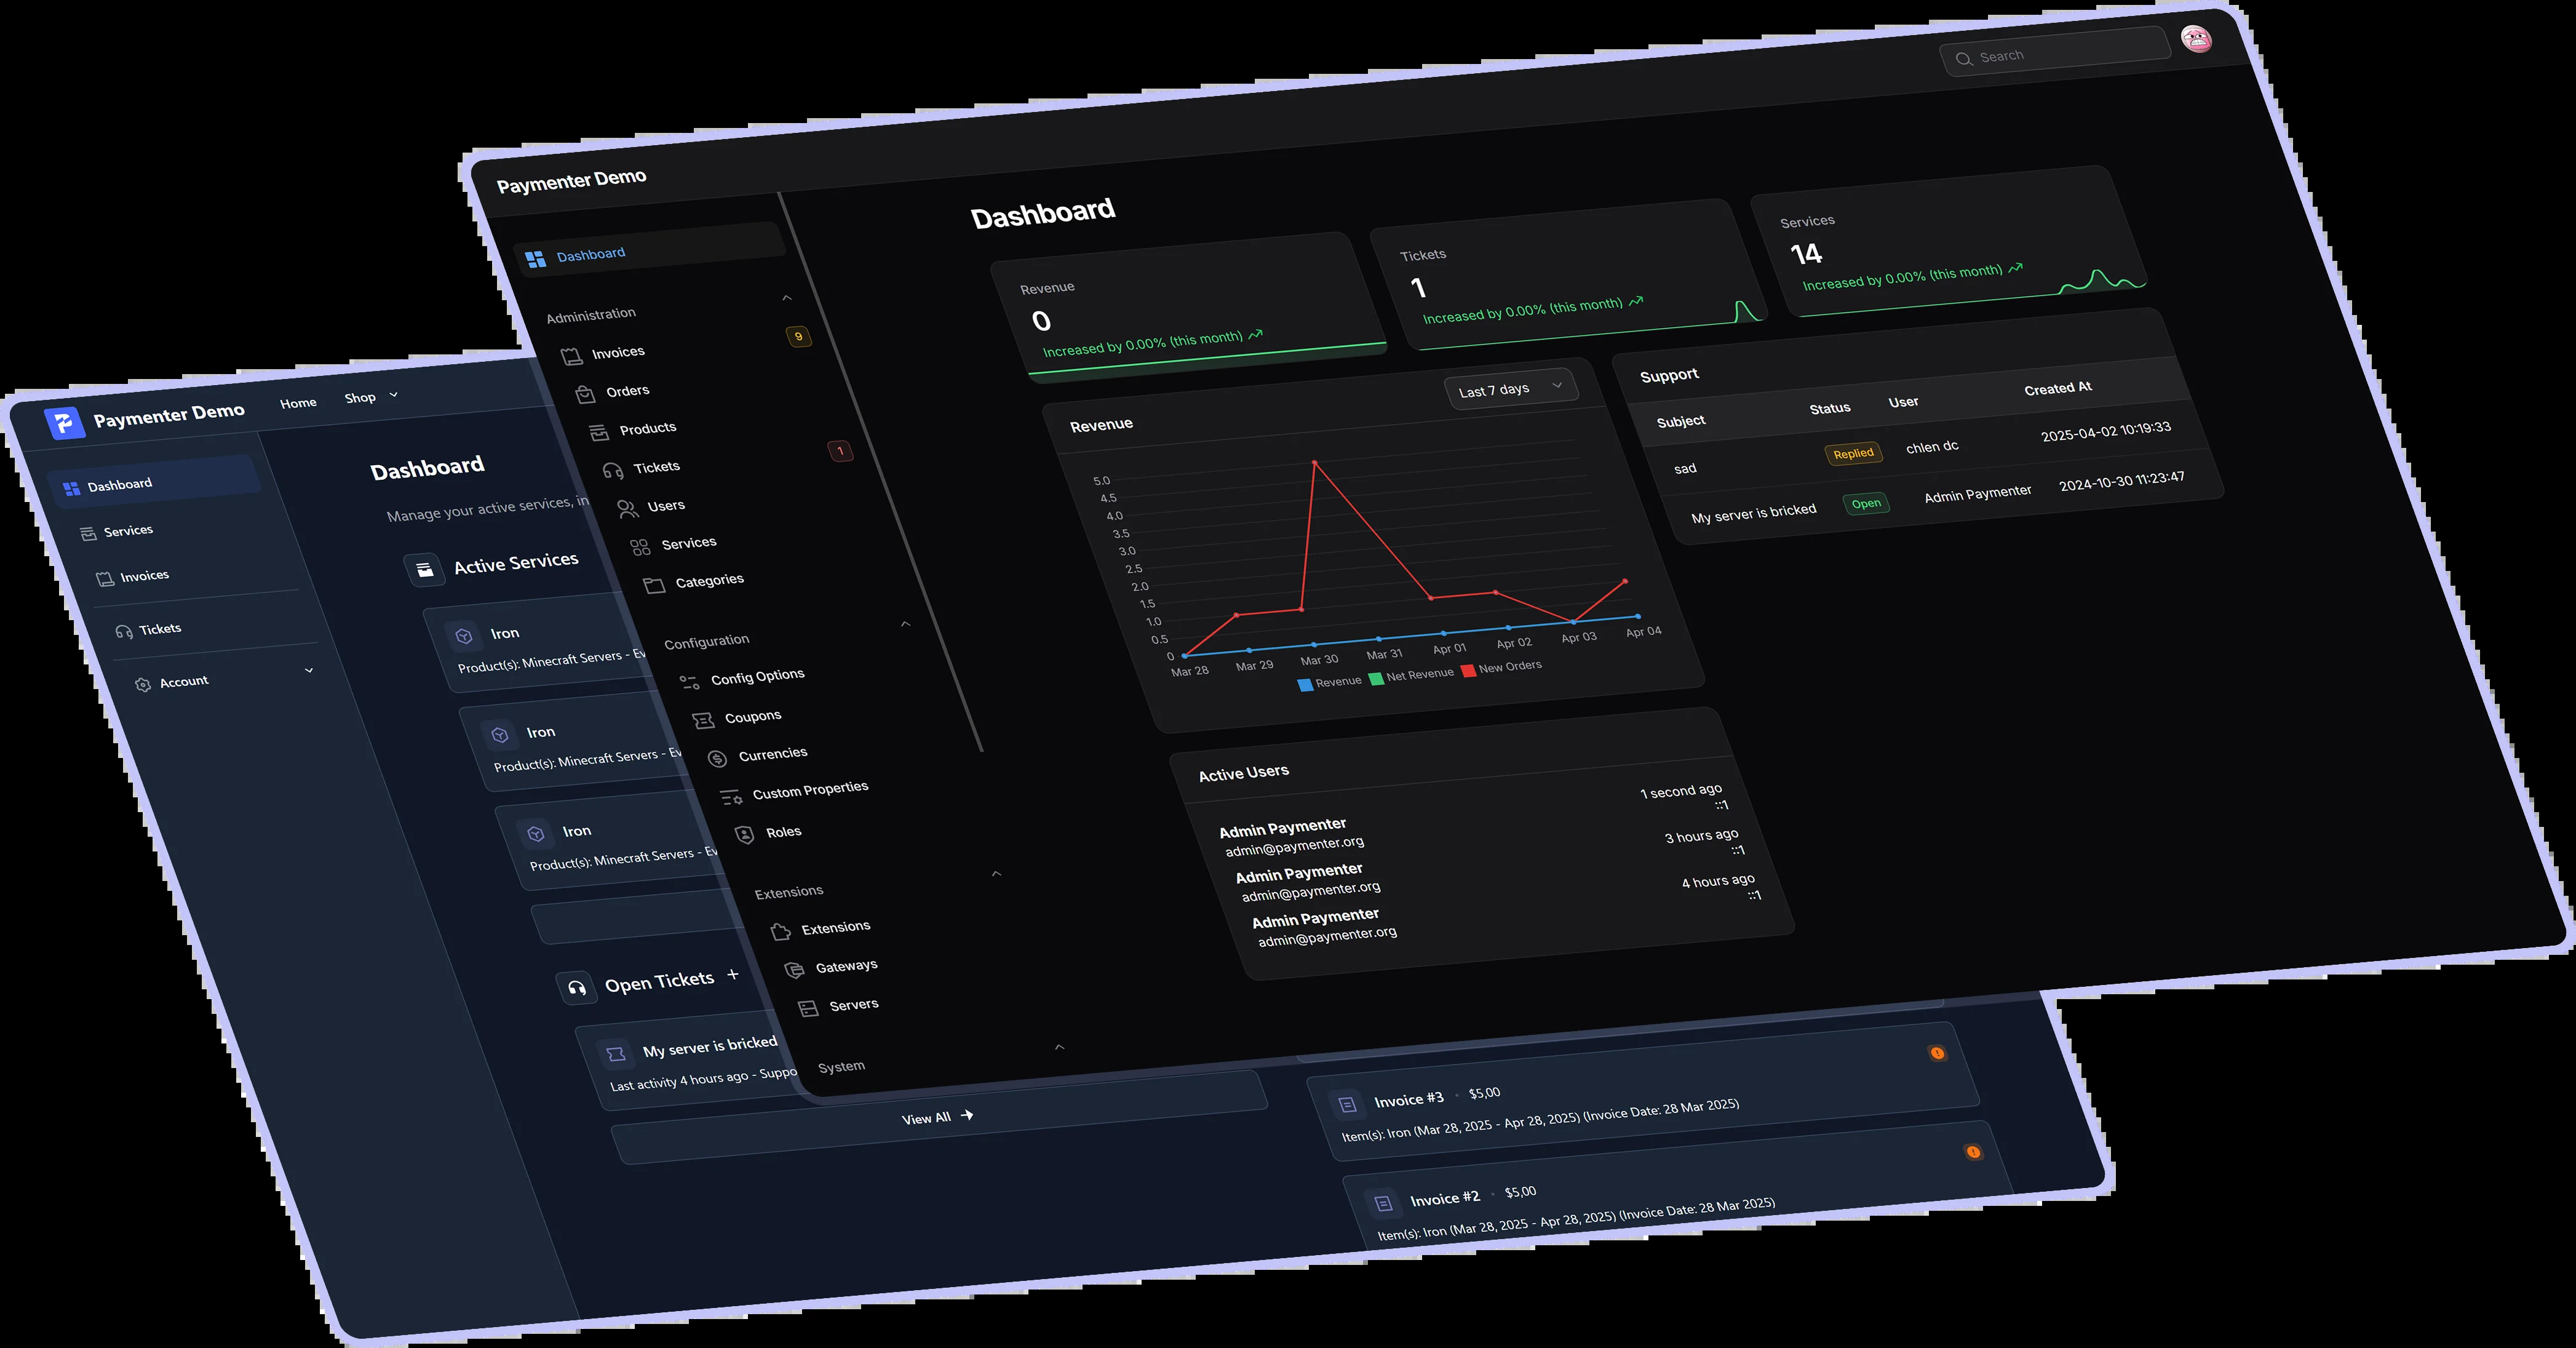 Paymenter Demo
Search
Dashboard
Administration
Invoices 9
Orders
Products
Tickets 1
Users
Services
Categories
Configuration
Config Options
Coupons
Currencies
Custom Properties
Roles
Extensions
Extensions
Gateways
Servers
System
Dashboard
Revenue
0
Increased by 0.00% (this month)
Tickets
1
Increased by 0.00% (this month)
Services
14
Increased by 0.00% (this month)
Revenue
Last 7 days
5.0
4.5
4.0
3.5
3.0
2.5
2.0
1.5
1.0
0.5
0
Mar 28 Mar 29 Mar 30 Mar 31 Apr 01 Apr 02 Apr 03 Apr 04
Revenue Net Revenue New Orders
Support
Subject Status User Created At
sad Replied chlen dc 2025-04-02 10:19:33
My server is bricked Open Admin Paymenter 2024-10-30 11:23:47
Active Users
Admin Paymenter 1 second ago
admin@paymenter.org ::1
Admin Paymenter 3 hours ago
admin@paymenter.org ::1
Admin Paymenter 4 hours ago
admin@paymenter.org ::1
Paymenter Demo Home Shop
Dashboard
Services
Invoices
Tickets
Account
Dashboard
Manage your active services, in
Active Services
Iron
Product(s): Minecraft Servers - Ev
Iron
Product(s): Minecraft Servers - Ev
Iron
Product(s): Minecraft Servers - Ev
Open Tickets +
My server is bricked
Last activity 4 hours ago - Suppo
View All
Invoice #3 • $5,00
Item(s): Iron (Mar 28, 2025 - Apr 28, 2025) (Invoice Date: 28 Mar 2025)
Invoice #2 • $5,00
Item(s): Iron (Mar 28, 2025 - Apr 28, 2025) (Invoice Date: 28 Mar 2025)